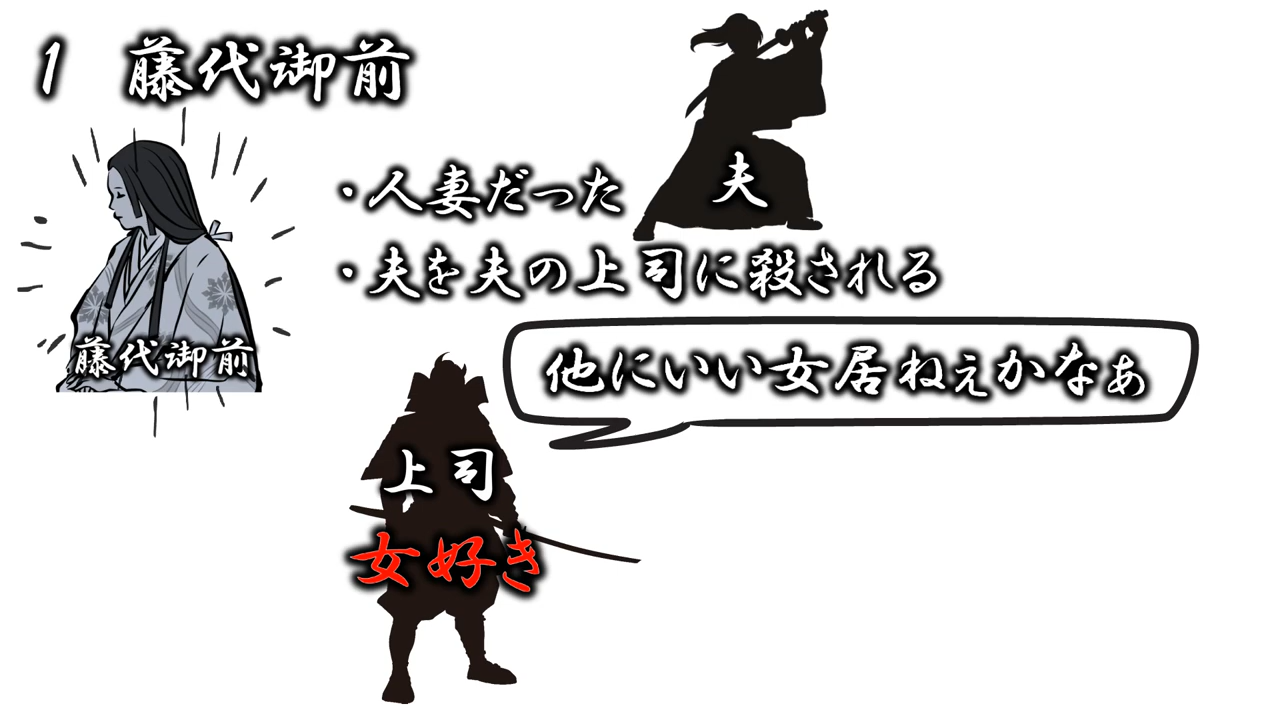 1 藤代御前
・人妻だった
夫
・夫を夫の上司に殺される
藤代御前
他にいい女居ねぇかなぁ
上司
女好き